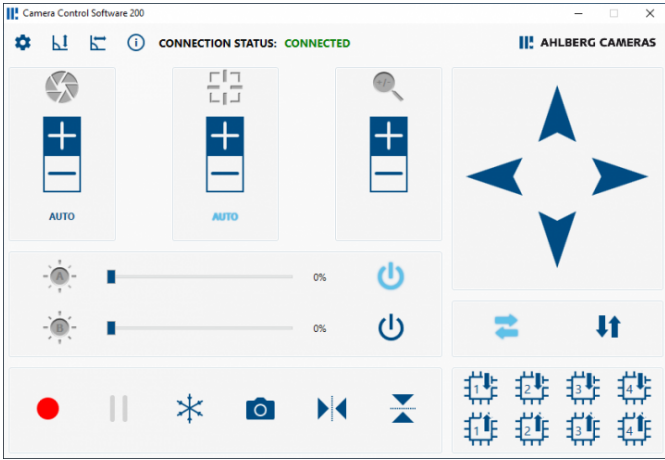 Camera Control Software 200
CONNECTION STATUS: CONNECTED
AHLBERG CAMERAS
+/-
AUTO
AUTO
A
0%
B
0%
1 2 3 4
1 2 3 4